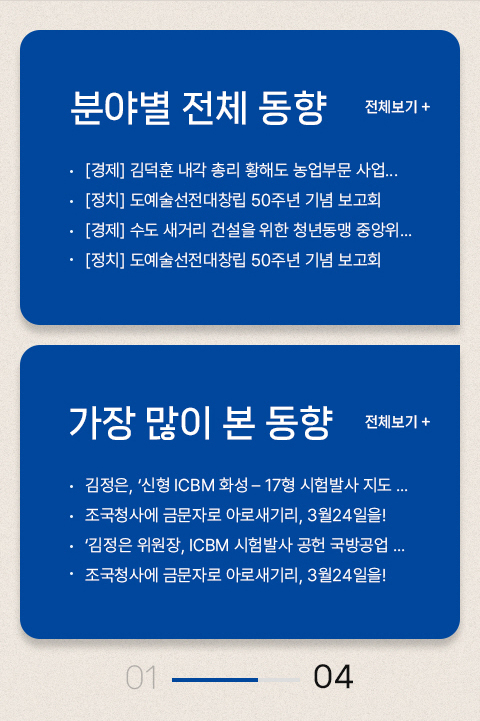 분야별 전체 동향
전체보기 +
· [경제] 김덕훈 내각 총리 황해도 농업부문 사업...
· [정치] 도예술선전대창립 50주년 기념 보고회
· [경제] 수도 새거리 건설을 위한 청년동맹 중앙위...
· [정치] 도예술선전대창립 50주년 기념 보고회
가장 많이 본 동향
전체보기 +
· 김정은, ‘신형 ICBM 화성 – 17형 시험발사 지도 ...
· 조국청사에 금문자로 아로새기리, 3월24일을!
· ‘김정은 위원장, ICBM 시험발사 공헌 국방공업 ...
· 조국청사에 금문자로 아로새기리, 3월24일을!
01 04